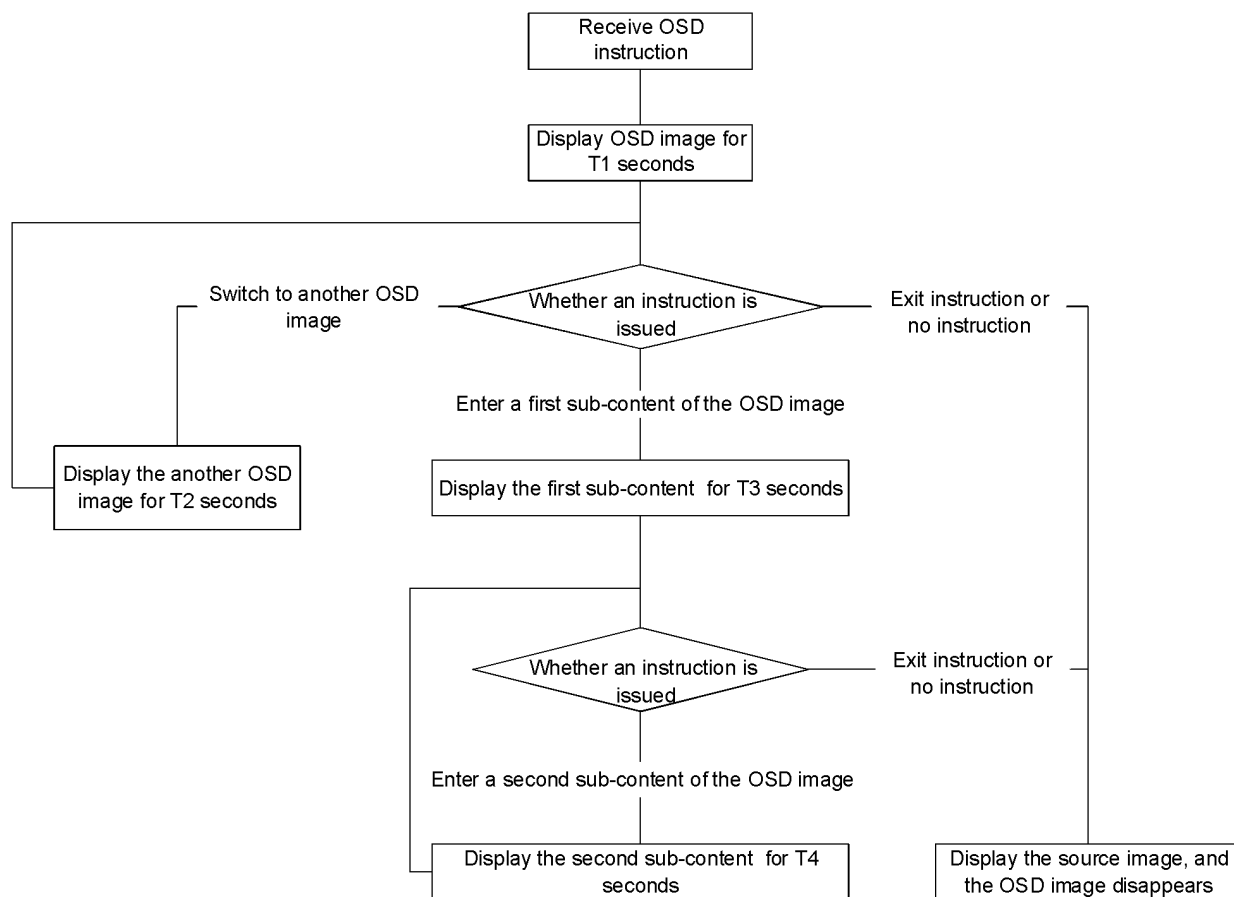 Receive OSD
instruction
Display OSD image for
T1 seconds
Switch to another OSD
image
Whether an instruction is
issued
Exit instruction or
no instruction
Enter a first sub-content of the OSD image
Display the another OSD
image for T2 seconds
Display the first sub-content for T3 seconds
Whether an instruction is
issued
Exit instruction or
no instruction
Enter a second sub-content of the OSD image
Display the second sub-content for T4
seconds
Display the source image, and
the OSD image disappears